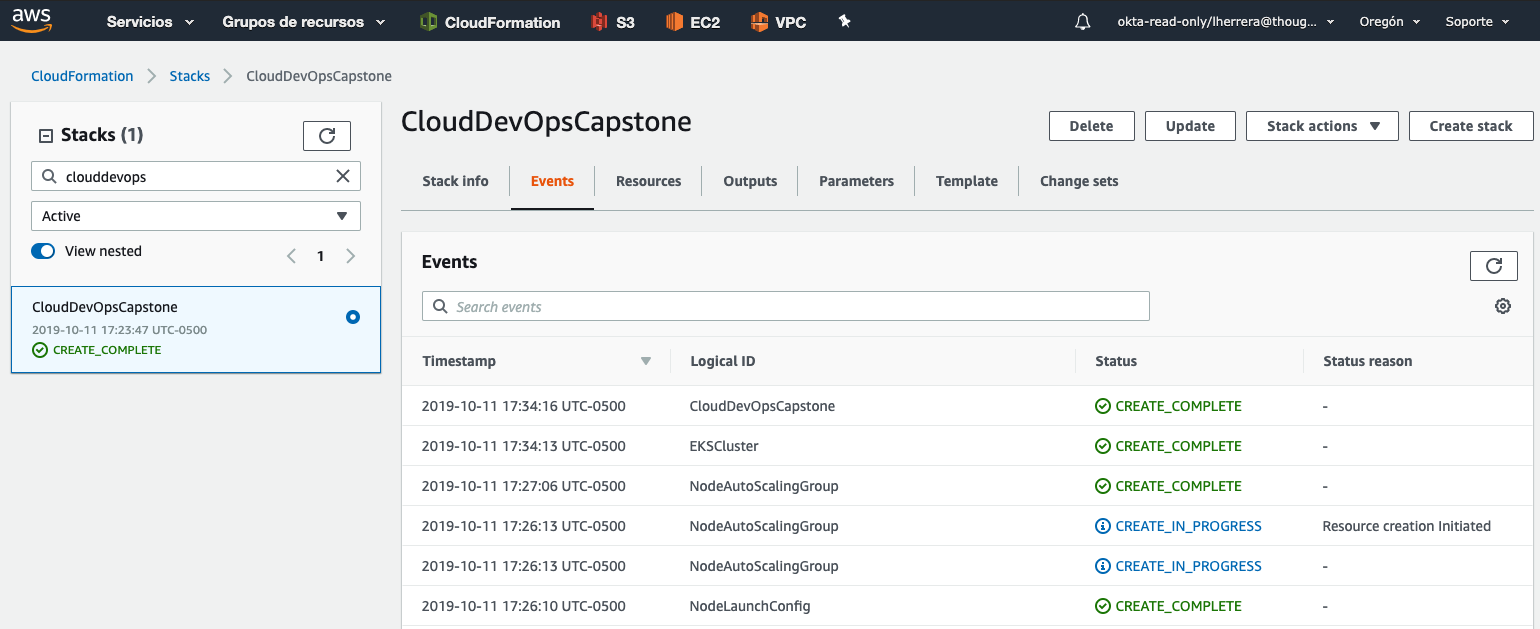 aws Servicios Grupos de recursos CloudFormation S3 EC2 VPC okta-read-only/lherrera@thoug... Oregón Soporte
CloudFormation Stacks CloudDevOpsCapstone
Stacks (1)
clouddevops
Active
View nested 1
CloudDevOpsCapstone
2019-10-11 17:23:47 UTC-0500
CREATE_COMPLETE
CloudDevOpsCapstone
Delete Update Stack actions Create stack
Stack info Events Resources Outputs Parameters Template Change sets
Events
Search events
Timestamp Logical ID Status Status reason
2019-10-11 17:34:16 UTC-0500 CloudDevOpsCapstone CREATE_COMPLETE -
2019-10-11 17:34:13 UTC-0500 EKSCluster CREATE_COMPLETE -
2019-10-11 17:27:06 UTC-0500 NodeAutoScalingGroup CREATE_COMPLETE -
2019-10-11 17:26:13 UTC-0500 NodeAutoScalingGroup CREATE_IN_PROGRESS Resource creation Initiated
2019-10-11 17:26:13 UTC-0500 NodeAutoScalingGroup CREATE_IN_PROGRESS -
2019-10-11 17:26:10 UTC-0500 NodeLaunchConfig CREATE_COMPLETE -